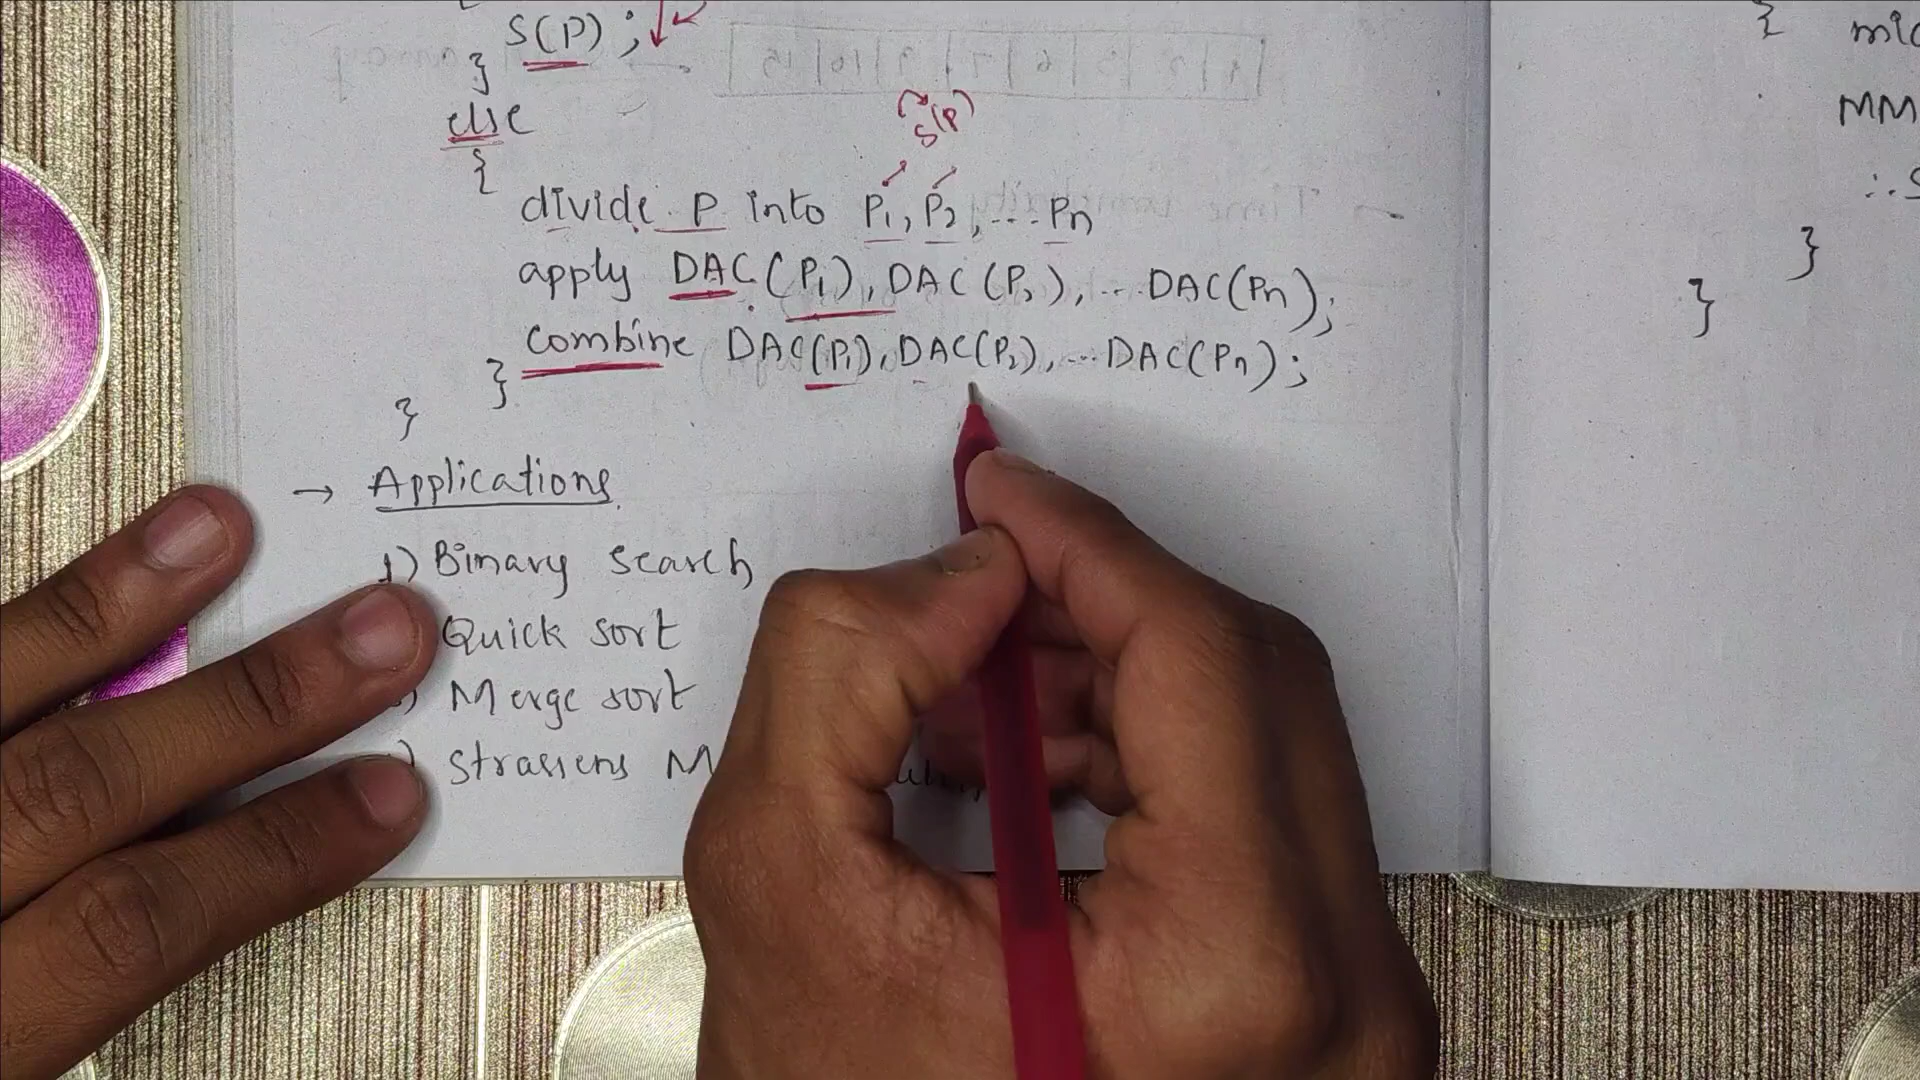 S(P);
}
else
S(P)
{
divide P into P1, P2, ... Pn
apply DAC(P1), DAC(P2), ... DAC(Pn);
combine DAC(P1), DAC(P2), ... DAC(Pn);
}
}
→ Applications
1) Binary search
Quick sort
) Merge sort
) Strassens M
{
MM
}
}